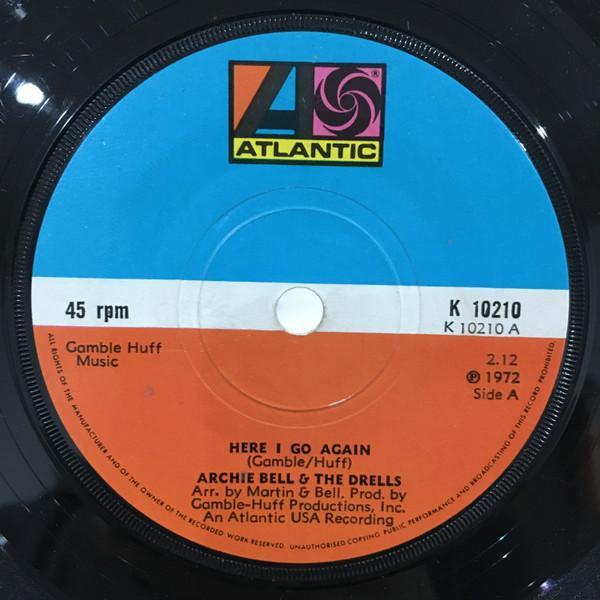 A
®
ATLANTIC
45 rpm
K 10210
K 10210 A
Gamble Huff
Music
2.12
℗ 1972
Side A
HERE I GO AGAIN
(Gamble/Huff)
ARCHIE BELL & THE DRELLS
Arr. by Martin & Bell. Prod. by
Gamble-Huff Productions, Inc.
An Atlantic USA Recording
ALL RIGHTS OF THE MANUFACTURER AND OF THE OWNER OF THE RECORDED WORK RESERVED. UNAUTHORISED COPYING PUBLIC PERFORMANCE AND BROADCASTING OF THIS RECORD PROHIBITED.